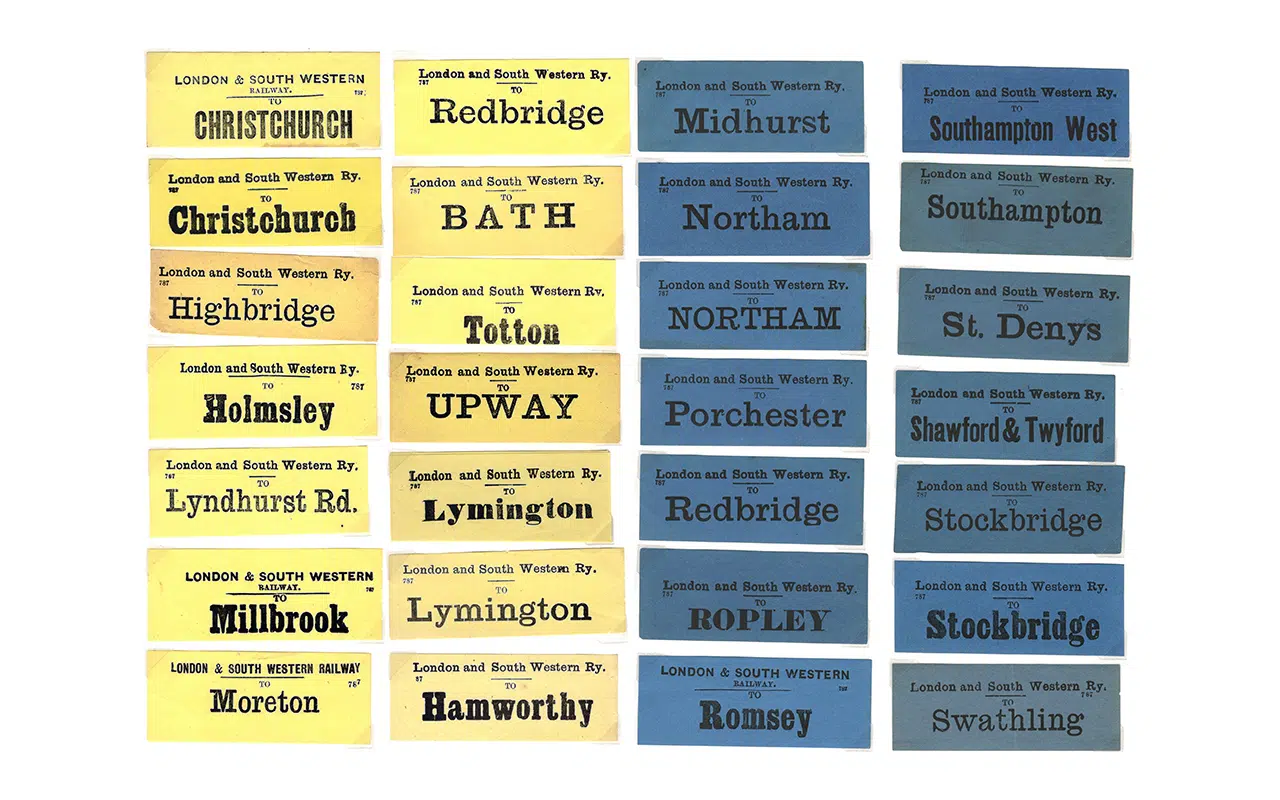 LONDON & SOUTH WESTERN
RAILWAY.
TO 787
CHRISTCHURCH
London and South Western Ry.
787
TO
Christchurch
London and South Western Ry.
787
TO
Highbridge
London and South Western Ry.
TO 787
Holmsley
London and South Western Ry.
787
TO
Lyndhurst Rd.
LONDON & SOUTH WESTERN
RAILWAY.
TO 787
Millbrook
LONDON & SOUTH WESTERN RAILWAY
TO 787
Moreton
London and South Western Ry.
787
TO
Redbridge
London and South Western Ry.
787
TO
BATH
London and South Western Ry.
787
TO
Totton
London and South Western Ry.
787
TO
UPWAY
London and South Western Ry.
787
TO
Lymington
London and South Western Ry.
787
TO
Lymington
London and South Western Ry.
87
TO
Hamworthy
London and South Western Ry.
787
TO
Midhurst
London and South Western Ry.
787
TO
Northam
London and South Western Ry.
787
TO
NORTHAM
London and South Western Ry.
787
TO
Porchester
London and South Western Ry.
787
TO
Redbridge
London and South Western Ry.
787
TO
ROPLEY
LONDON & SOUTH WESTERN
RAILWAY.
TO 787
Romsey
London and South Western Ry.
787
TO
Southampton West
London and South Western Ry.
787
TO
Southampton
London and South Western Ry.
787
TO
St. Denys
London and South Western Ry.
787
TO
Shawford & Twyford
London and South Western Ry.
787
TO
Stockbridge
London and South Western Ry.
787
TO
Stockbridge
London and South Western Ry.
TO 787
Swathling